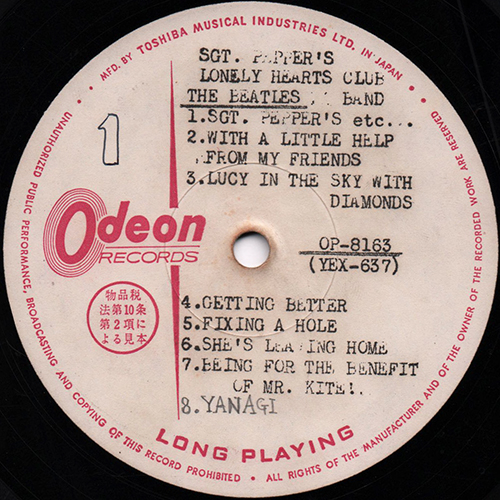 MFD. BY TOSHIBA MUSICAL INDUSTRIES LTD. IN JAPAN
UNAUTHORIZED PUBLIC PERFORMANCE, BROADCASTING AND COPYING OF THIS RECORD PROHIBITED • ALL RIGHTS OF THE MANUFACTURER AND OF THE OWNER OF THE RECORDED WORK ARE RESERVED
1
SGT. PEPPER'S
LONELY HEARTS CLUB
THE BEATLES BAND
1.SGT. PEPPER'S etc...
2.WITH A LITTLE HELP
FROM MY FRIENDS
3.LUCY IN THE SKY WITH
DIAMONDS
Odeon
RECORDS
OP-8163
(YEX-637)
物品税
法第10条
第2項に
よる見本
4.GETTING BETTER
5.FIXING A HOLE
6.SHE'S LEAVING HOME
7.BEING FOR THE BENEFIT
OF MR. KITE!.
8.YANAGI
LONG PLAYING